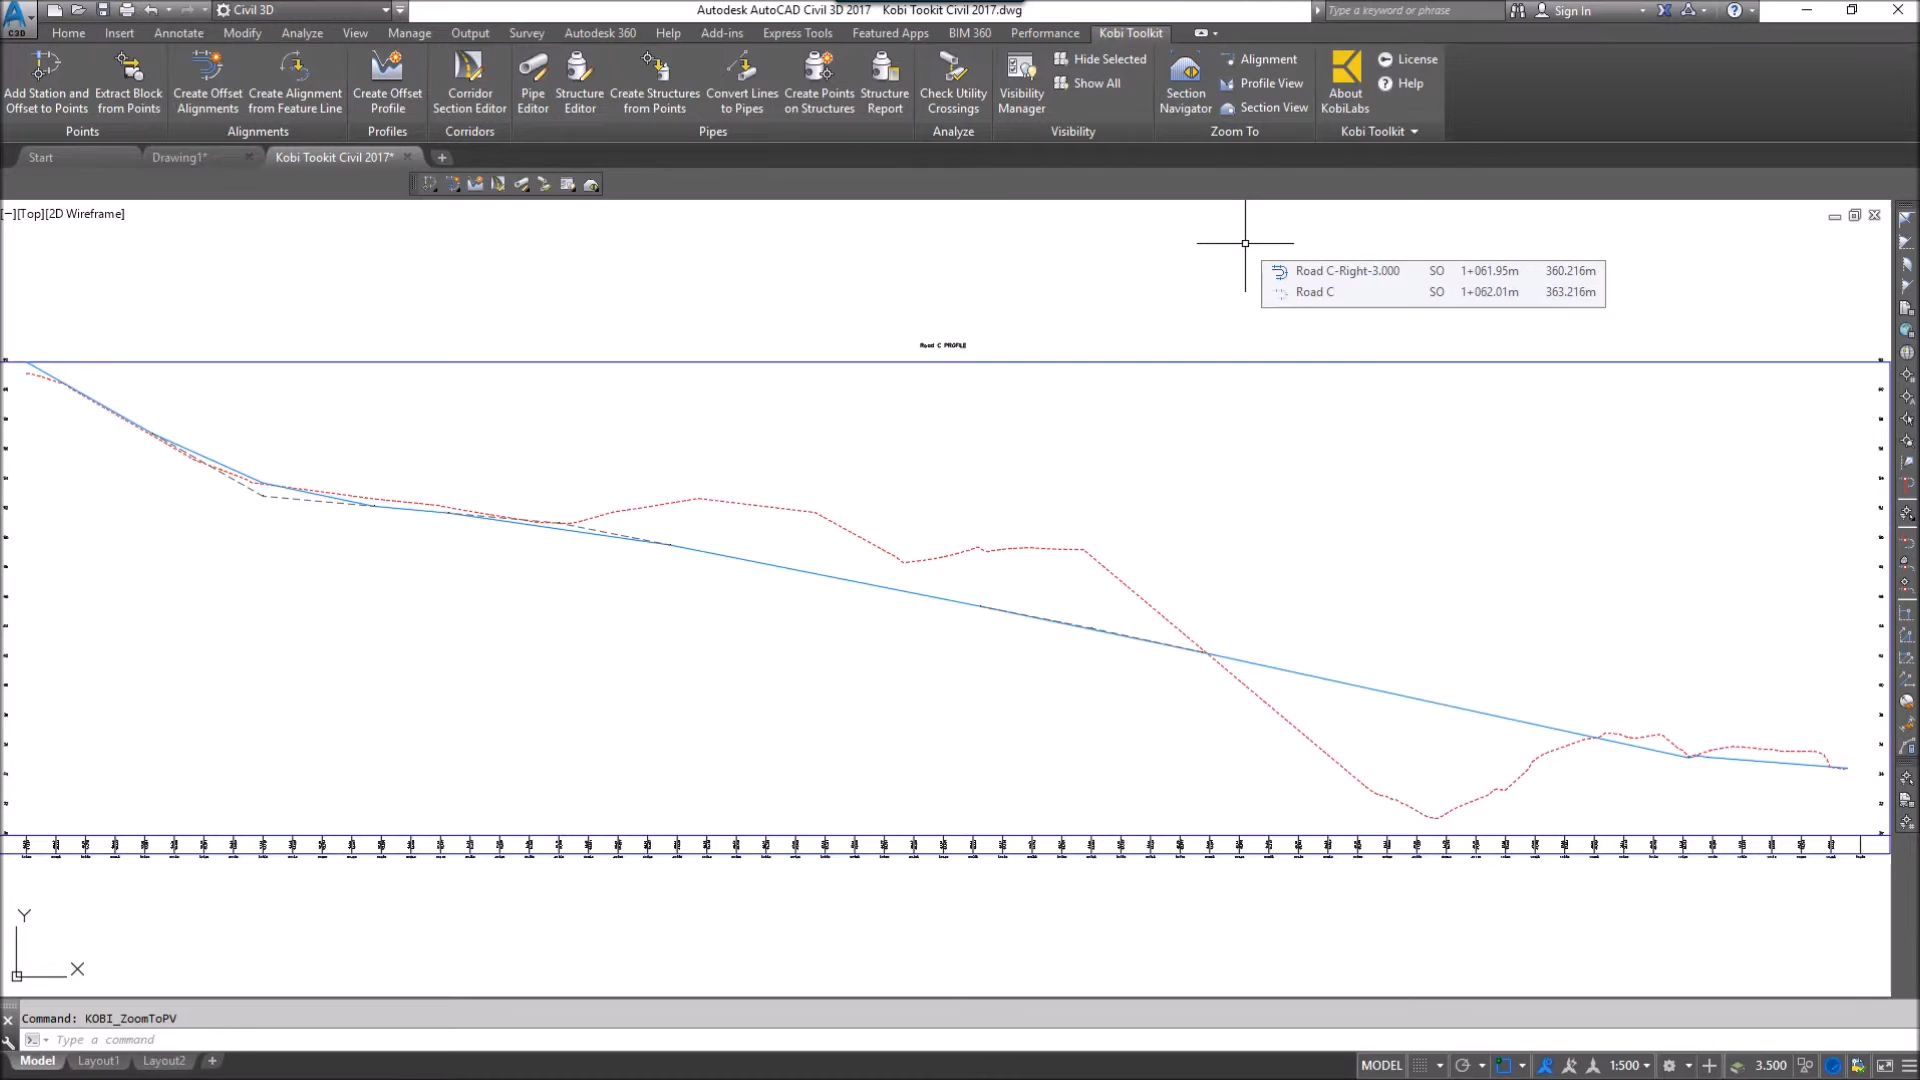 Civil 3D
Autodesk AutoCAD Civil 3D 2017 Kobi Tookit Civil 2017.dwg
Type a keyword or phrase
Sign In
C3D
Home Insert Annotate Modify Analyze View Manage Output Survey Autodesk 360 Help Add-ins Express Tools Featured Apps BIM 360 Performance Kobi Toolkit
Add Station and Offset to Points
Extract Block from Points
Points
Create Offset Alignments
Create Alignment from Feature Line
Alignments
Create Offset Profile
Profiles
Corridor Section Editor
Corridors
Pipe Editor
Structure Editor
Create Structures from Points
Convert Lines to Pipes
Create Points on Structures
Structure Report
Pipes
Check Utility Crossings
Analyze
Visibility Manager
Hide Selected
Show All
Visibility
Section Navigator
Alignment
Profile View
Section View
Zoom To
About KobiLabs
License
Help
Kobi Toolkit
Start Drawing1* Kobi Tookit Civil 2017*
[−][Top][2D Wireframe]
Road C-Right-3.000 SO 1+061.95m 360.216m
Road C SO 1+062.01m 363.216m
Road C PROFILE
Y
X
Command: KOBI_ZoomToPV
Type a command
Model Layout1 Layout2
MODEL 1:500 3.500